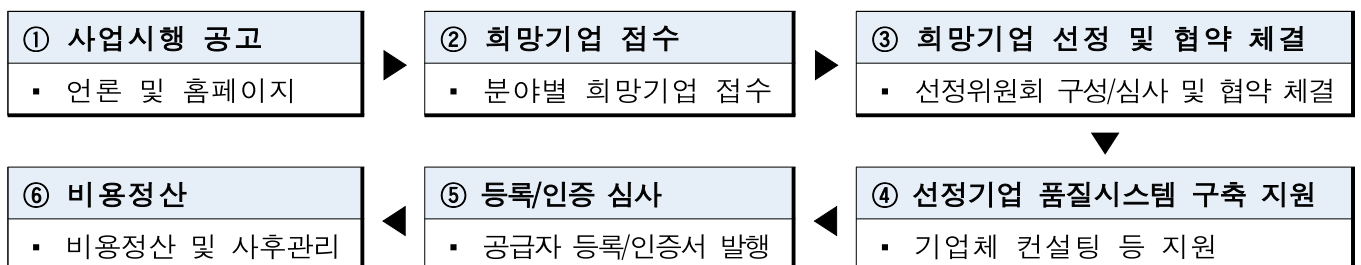 ① 사업시행 공고
▪ 언론 및 홈페이지
② 희망기업 접수
▪ 분야별 희망기업 접수
③ 희망기업 선정 및 협약 체결
▪ 선정위원회 구성/심사 및 협약 체결
④ 선정기업 품질시스템 구축 지원
▪ 기업체 컨설팅 등 지원
⑤ 등록/인증 심사
▪ 공급자 등록/인증서 발행
⑥ 비용정산
▪ 비용정산 및 사후관리